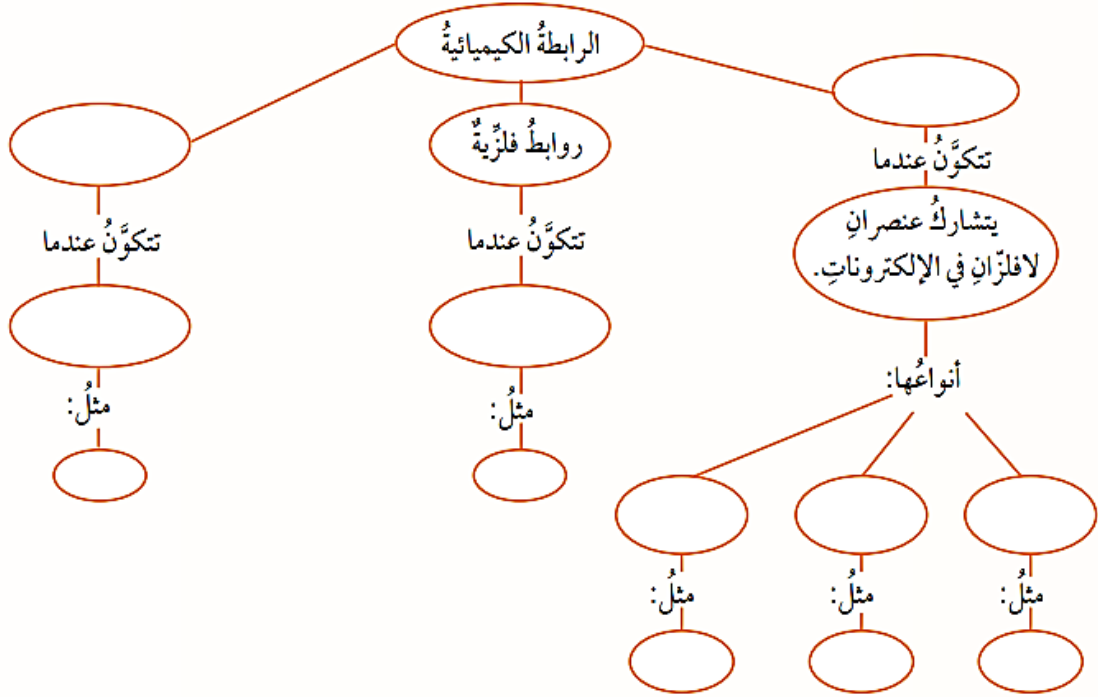 الرابطةُ الكيميائيةُ
روابطُ فلزِّيةٌ
تتكوَّنُ عندما
يتشاركُ عنصرانِ
لافلزّانِ في الإلكتروناتِ.
أنواعُها:
مثلُ:
مثلُ:
مثلُ:
تتكوَّنُ عندما
مثلُ:
تتكوَّنُ عندما
مثلُ: